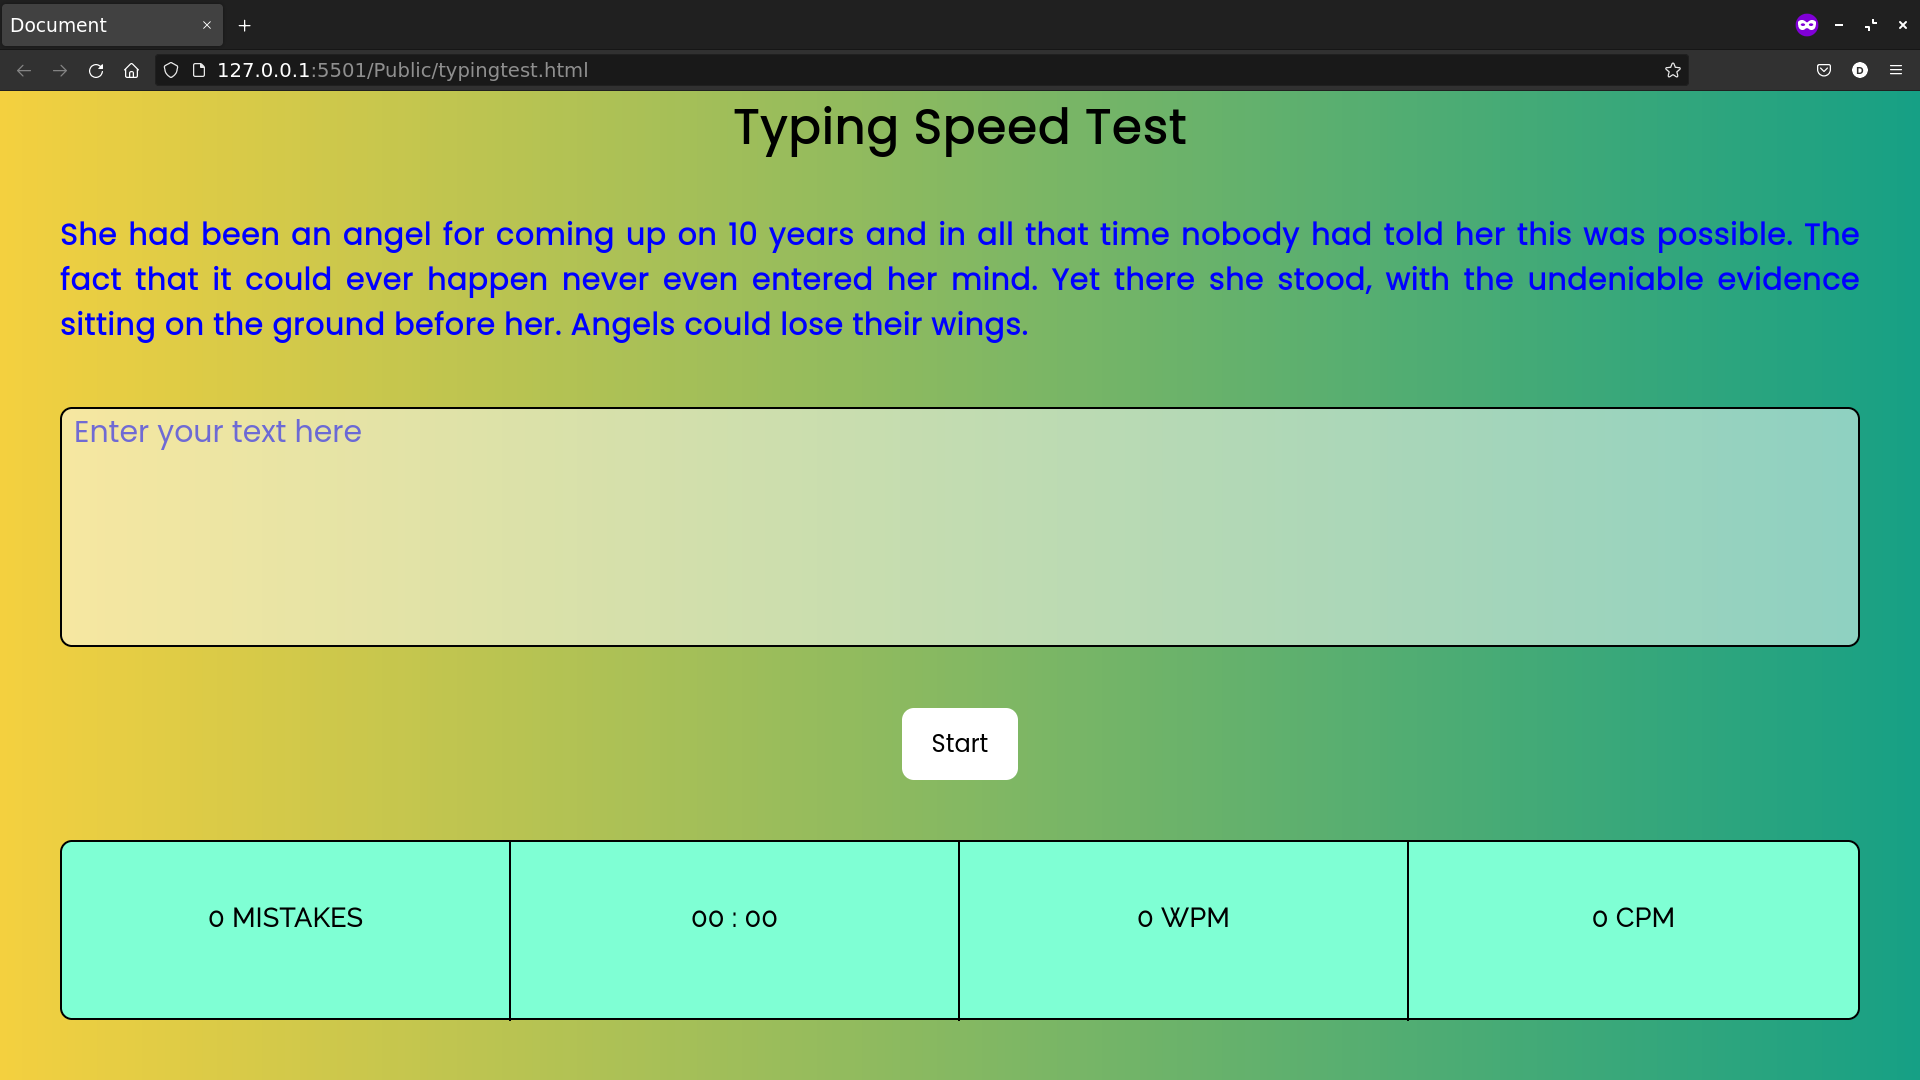 Document
127.0.0.1:5501/Public/typingtest.html
D
Typing Speed Test
She had been an angel for coming up on 10 years and in all that time nobody had told her this was possible. The
fact that it could ever happen never even entered her mind. Yet there she stood, with the undeniable evidence
sitting on the ground before her. Angels could lose their wings.
Enter your text here
Start
0 MISTAKES
00 : 00
0 WPM
0 CPM